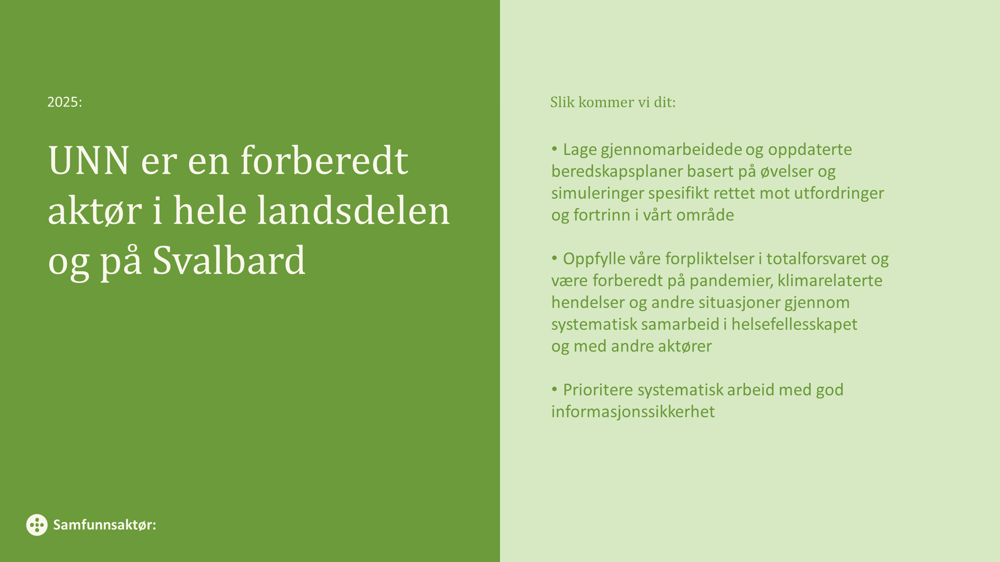 2025:
UNN er en forberedt
aktør i hele landsdelen
og på Svalbard
Samfunnsaktør:
Slik kommer vi dit:
• Lage gjennomarbeidede og oppdaterte
beredskapsplaner basert på øvelser og
simuleringer spesifikt rettet mot utfordringer
og fortrinn i vårt område
• Oppfylle våre forpliktelser i totalforsvaret og
være forberedt på pandemier, klimarelaterte
hendelser og andre situasjoner gjennom
systematisk samarbeid i helsefellesskapet
og med andre aktører
• Prioritere systematisk arbeid med god
informasjonssikkerhet